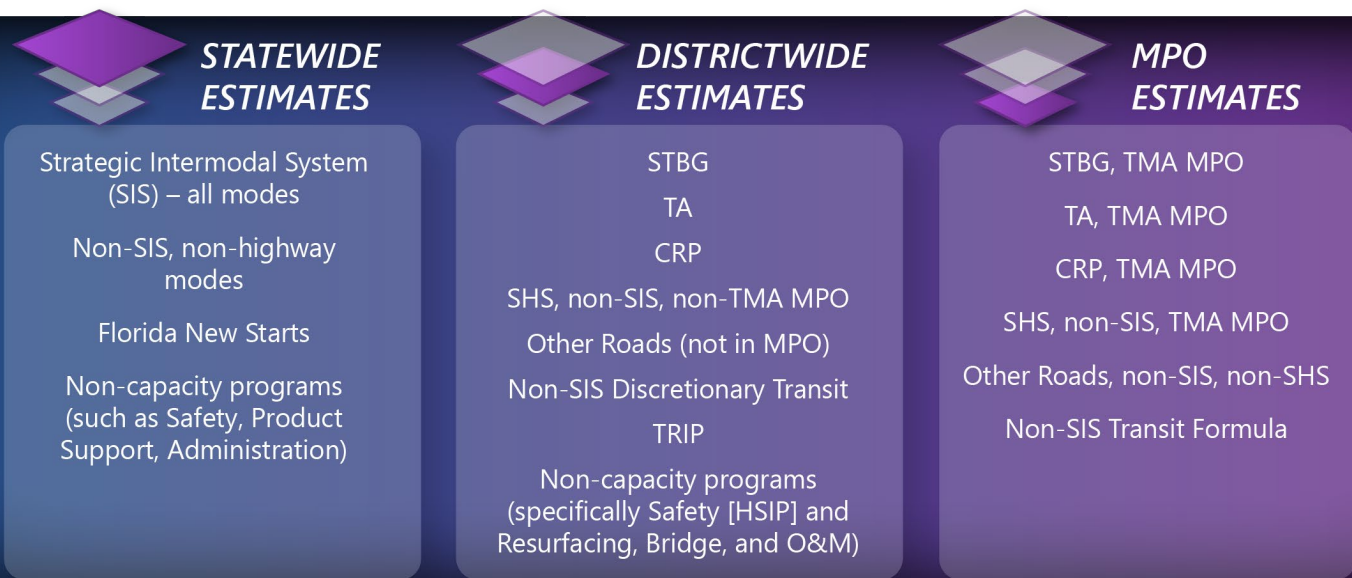 STATEWIDE
ESTIMATES
Strategic Intermodal System
(SIS) – all modes
Non-SIS, non-highway
modes
Florida New Starts
Non-capacity programs
(such as Safety, Product
Support, Administration)
DISTRICTWIDE
ESTIMATES
STBG
TA
CRP
SHS, non-SIS, non-TMA MPO
Other Roads (not in MPO)
Non-SIS Discretionary Transit
TRIP
Non-capacity programs
(specifically Safety [HSIP] and
Resurfacing, Bridge, and O&M)
MPO
ESTIMATES
STBG, TMA MPO
TA, TMA MPO
CRP, TMA MPO
SHS, non-SIS, TMA MPO
Other Roads, non-SIS, non-SHS
Non-SIS Transit Formula